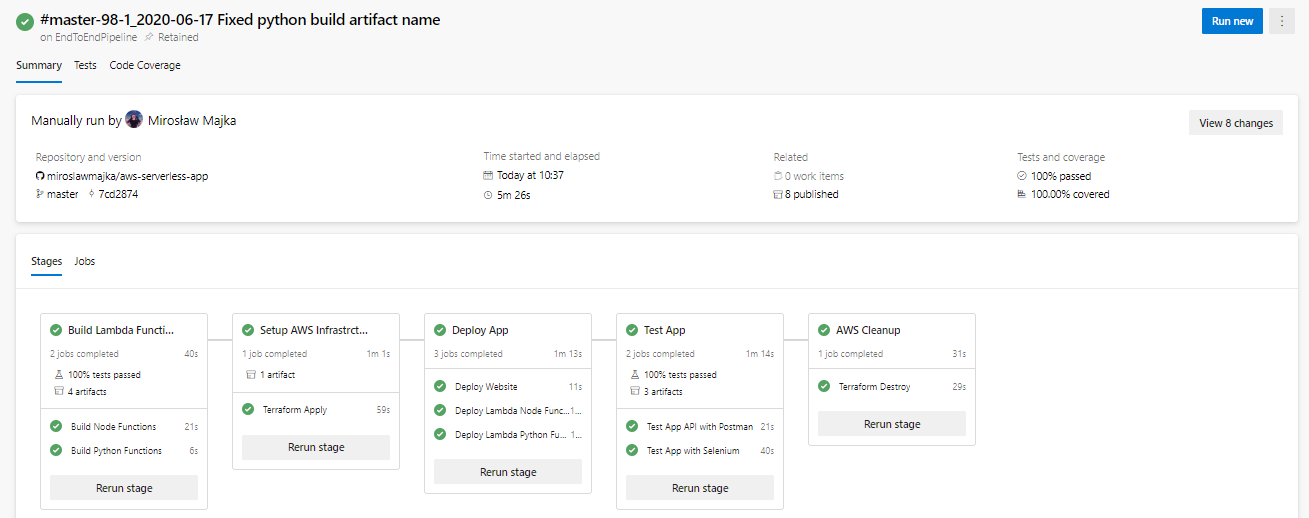 #master-98-1_2020-06-17 Fixed python build artifact name
on EndToEndPipeline Retained
Run new
Summary Tests Code Coverage
Manually run by Mirosław Majka
View 8 changes
Repository and version
miroslawmajka/aws-serverless-app
master 7cd2874
Time started and elapsed
Today at 10:37
5m 26s
Related
0 work items
8 published
Tests and coverage
100% passed
100.00% covered
Stages Jobs
Build Lambda Functi...
2 jobs completed 40s
100% tests passed
4 artifacts
Build Node Functions 21s
Build Python Functions 6s
Rerun stage
Setup AWS Infrastrct...
1 job completed 1m 1s
1 artifact
Terraform Apply 59s
Rerun stage
Deploy App
3 jobs completed 1m 13s
Deploy Website 11s
Deploy Lambda Node Func...1...
Deploy Lambda Python Fu... 1...
Rerun stage
Test App
2 jobs completed 1m 14s
100% tests passed
3 artifacts
Test App API with Postman 21s
Test App with Selenium 40s
Rerun stage
AWS Cleanup
1 job completed 31s
Terraform Destroy 29s
Rerun stage